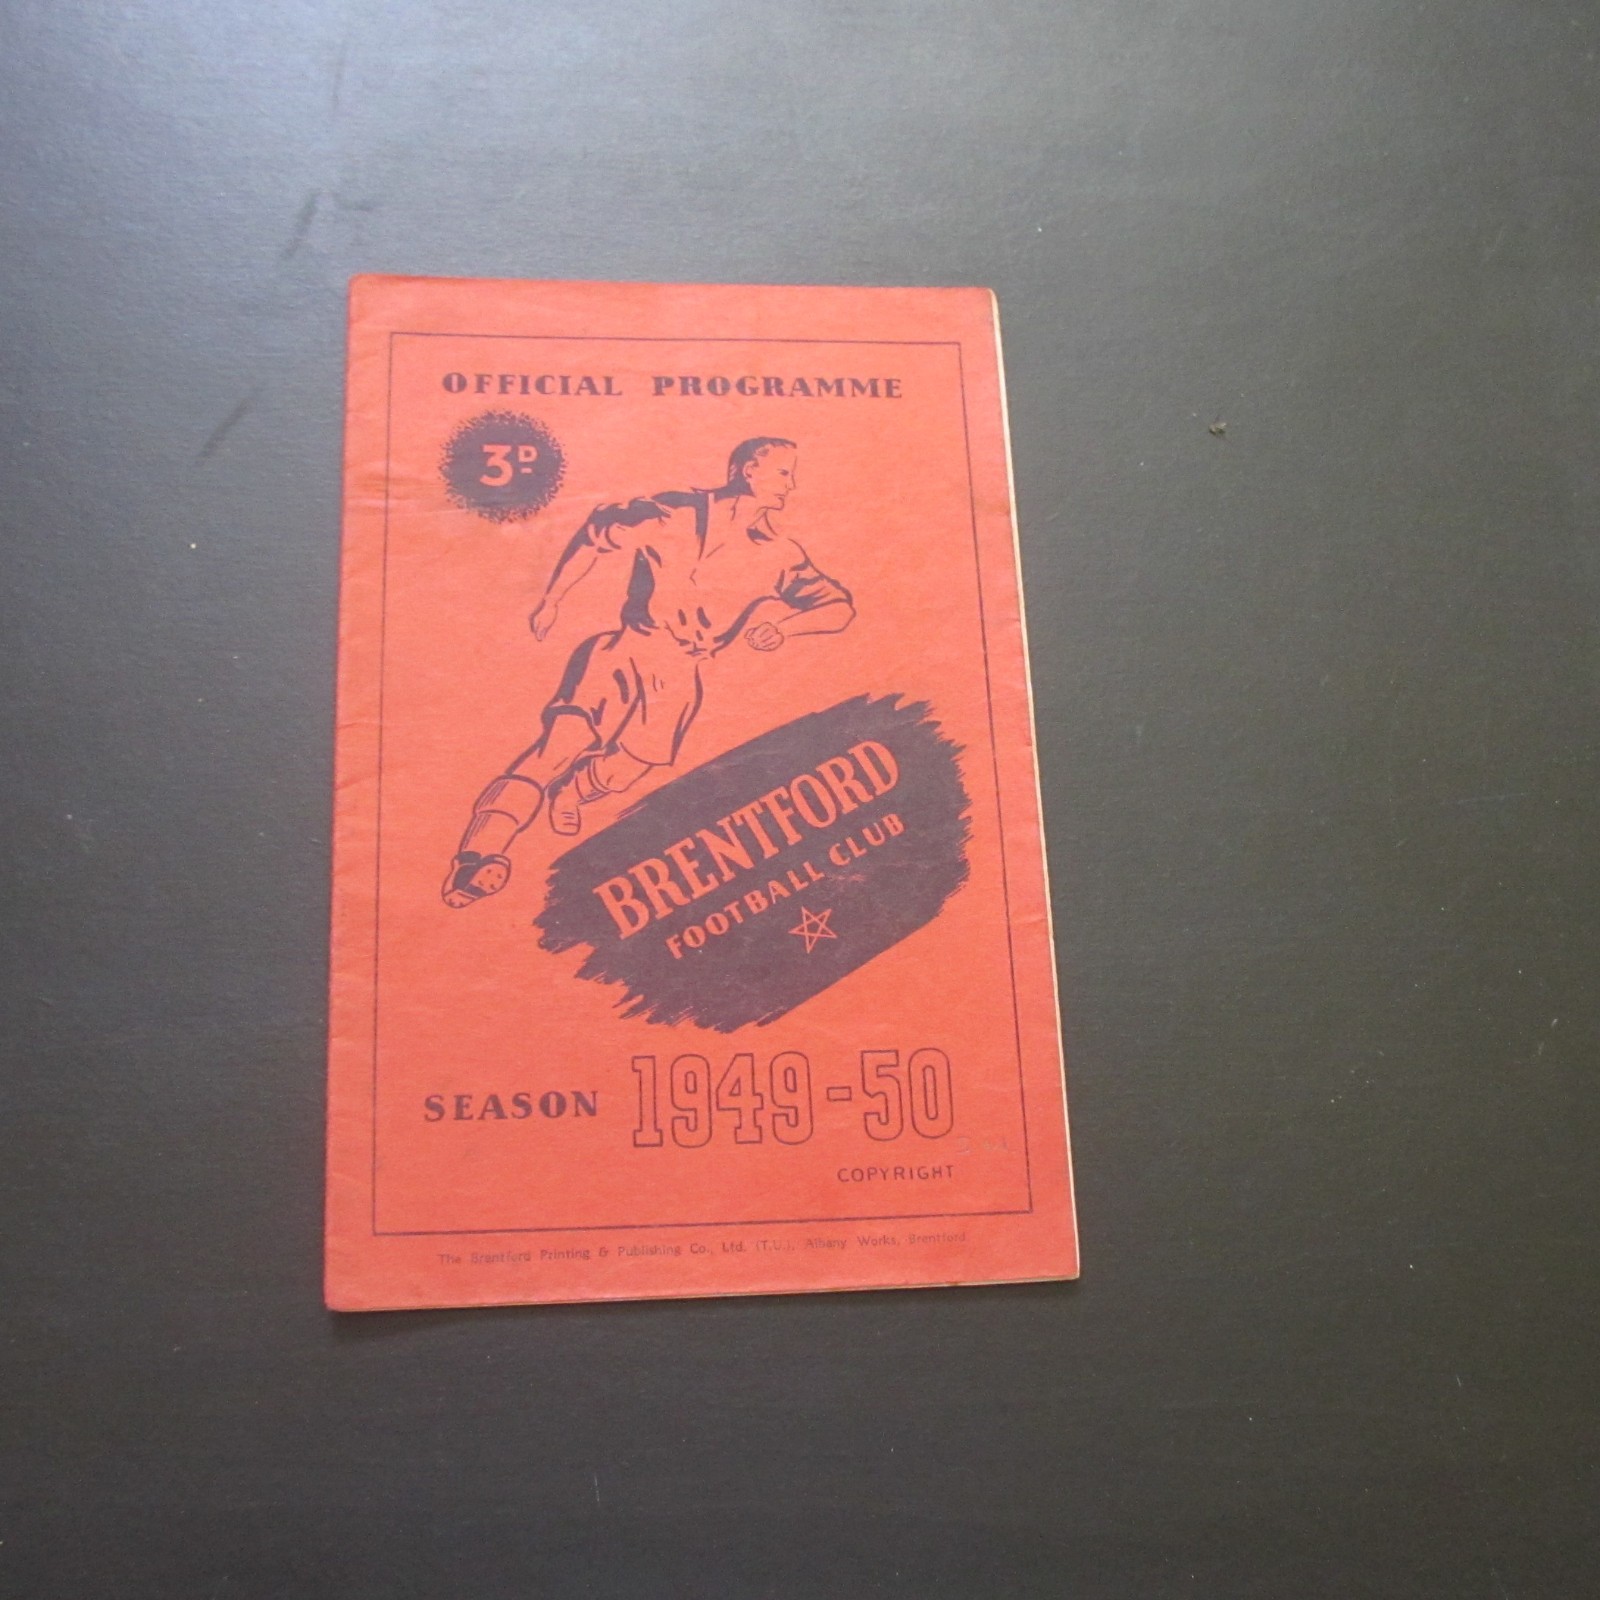 OFFICIAL PROGRAMME
3D
BRENTFORD
FOOTBALL CLUB
SEASON 1949-50
COPYRIGHT
The Brentford Printing & Publishing Co., Ltd. (T.U.), Albany Works, Brentford